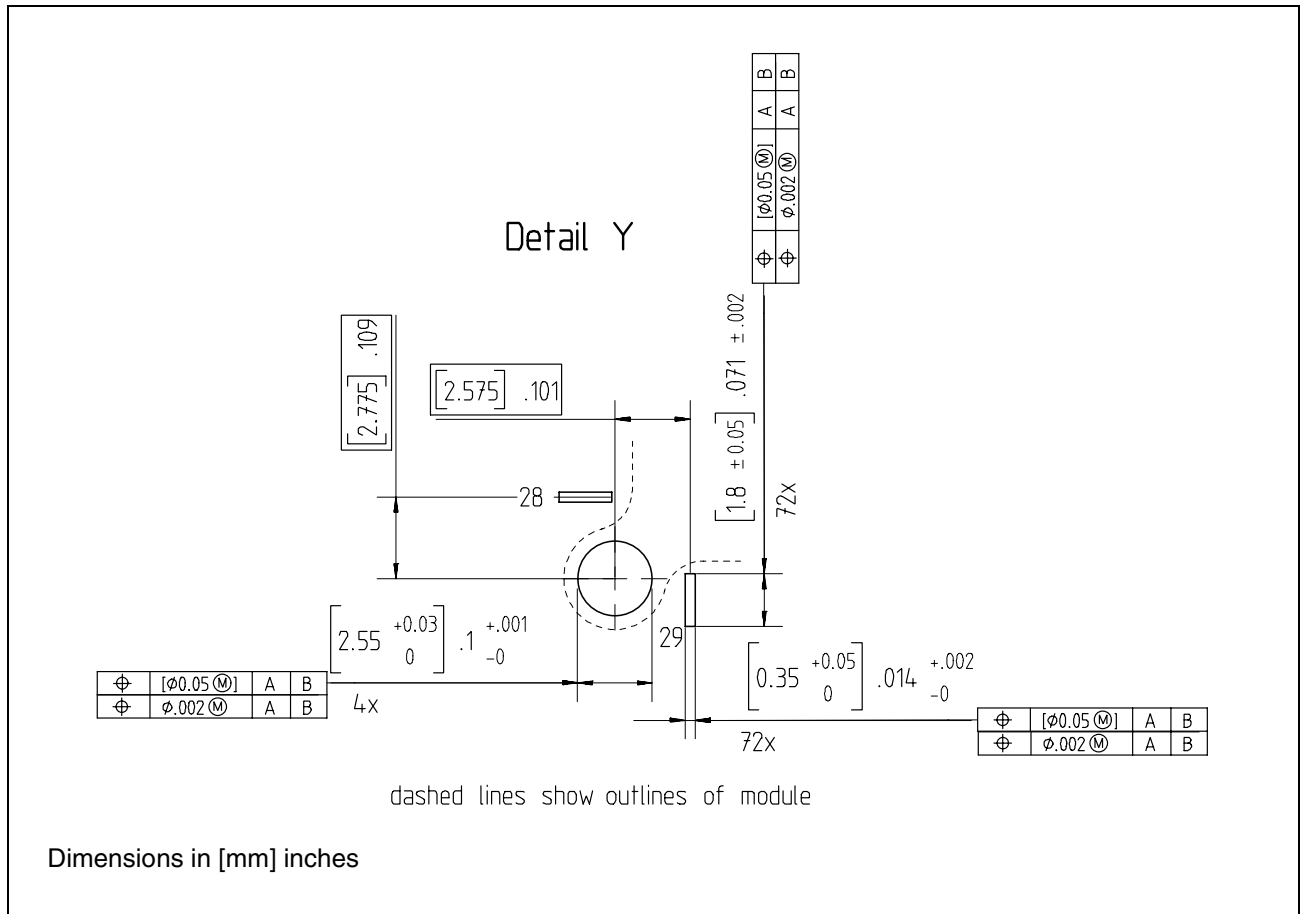 ⌖ [⌀0.05 Ⓜ] A B
⌖ ⌀.002 Ⓜ A B
Detail Y
[2.775] .109
[2.575] .101
[1.8 ±0.05] .071 ±.002
72x
28
29
[2.55 +0.03 0] .1 +.001 -0
4x
⌖ [⌀0.05 Ⓜ] A B
⌖ ⌀.002 Ⓜ A B
[0.35 +0.05 0] .014 +.002 -0
72x
⌖ [⌀0.05 Ⓜ] A B
⌖ ⌀.002 Ⓜ A B
dashed lines show outlines of module
Dimensions in [mm] inches